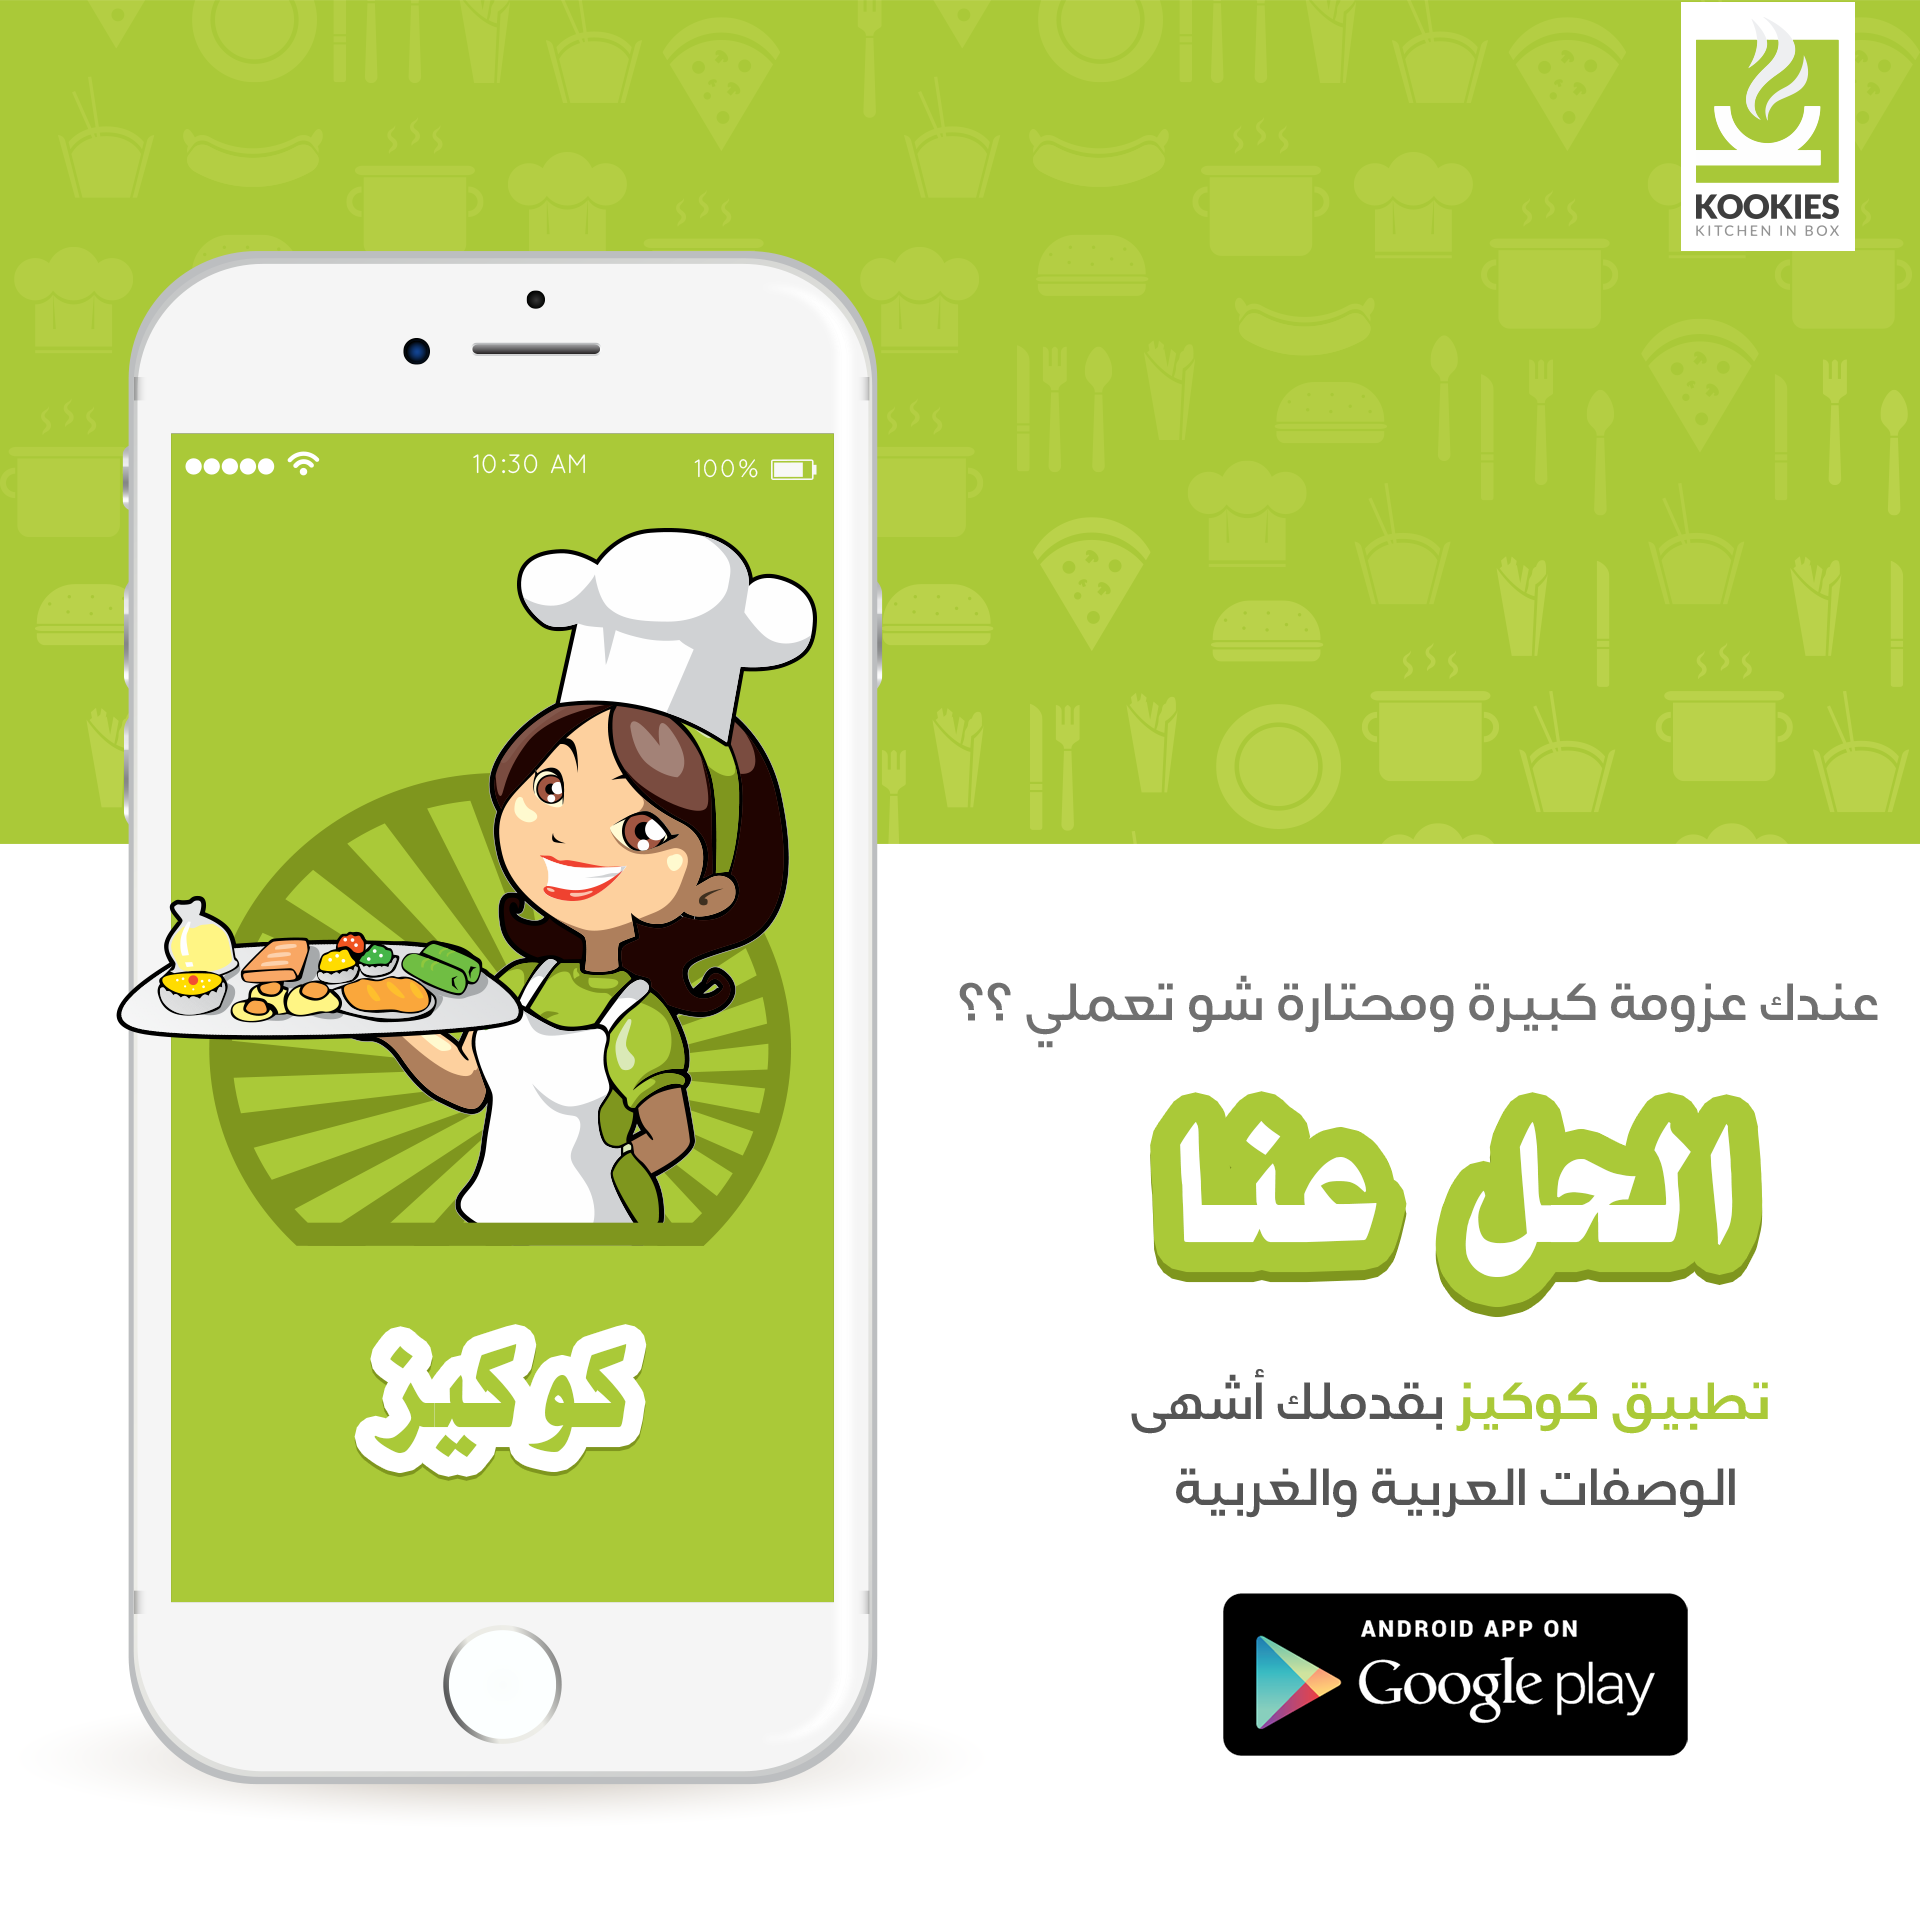 KOOKIES
KITCHEN IN BOX
10:30 AM
100%
عندك عزومة كبيرة ومحتارة شو تعملي ؟؟
الحل عنا
كوكيز
تطبيق كوكيز بقدملك أشهى
الوصفات العربية والغربية
ANDROID APP ON
Google play